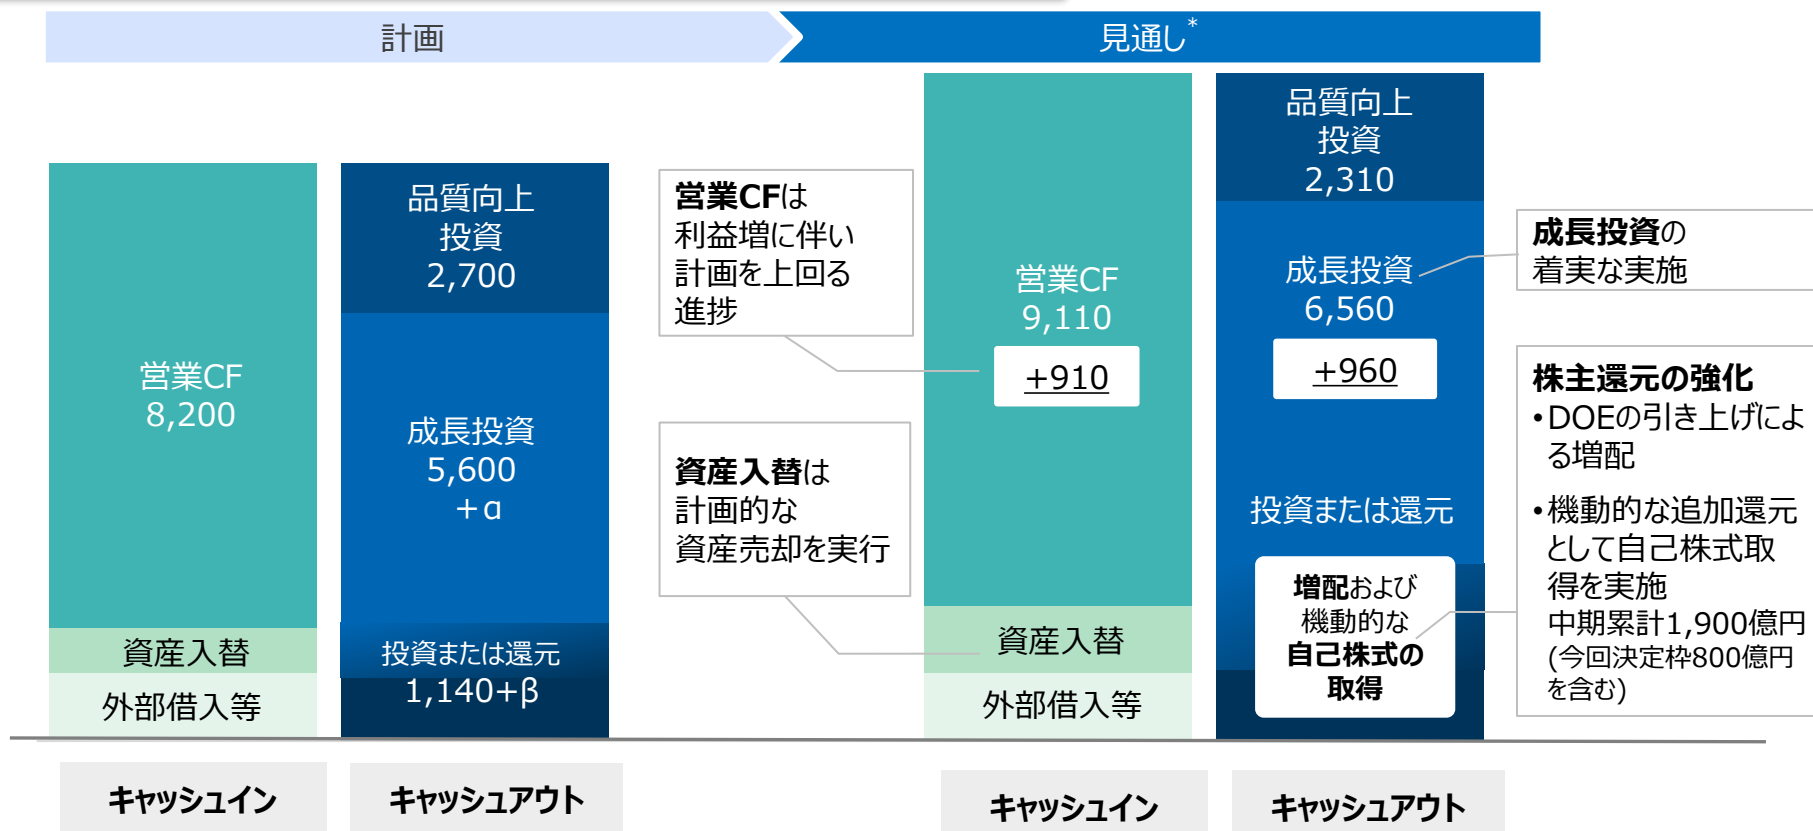 計画
見通し*
営業CF
8,200
資産入替
外部借入等
品質向上
投資
2,700
成長投資
5,600
+α
投資または還元
1,140+β
営業CFは
利益増に伴い
計画を上回る
進捗
資産入替は
計画的な
資産売却を実行
営業CF
9,110
+910
資産入替
外部借入等
品質向上
投資
2,310
成長投資
6,560
+960
投資または還元
増配および
機動的な
自己株式の
取得
成長投資の
着実な実施
株主還元の強化
•DOEの引き上げによ
る増配
•機動的な追加還元
として自己株式取
得を実施
中期累計1,900億円
(今回決定枠800億円
を含む)
キャッシュイン
キャッシュアウト
キャッシュイン
キャッシュアウト